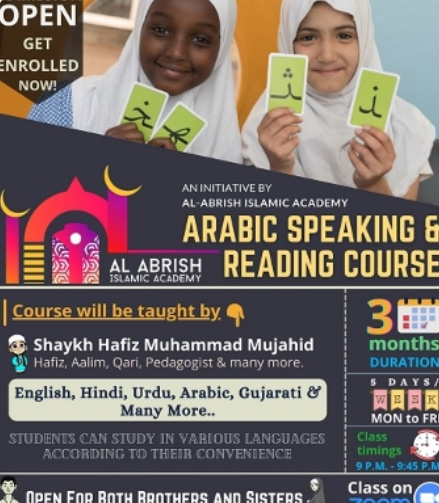 OPEN
GET
ENROLLED
NOW!
خ
ه
ث
ذ
AN INITIATIVE BY
AL-ABRISH ISLAMIC ACADEMY
ARABIC SPEAKING &
READING COURSE
AL ABRISH
ISLAMIC ACADEMY
Course will be taught by
Shaykh Hafiz Muhammad Mujahid
Hafiz, Aalim, Qari, Pedagogist & many more.
English, Hindi, Urdu, Arabic, Gujarati &
Many More..
STUDENTS CAN STUDY IN VARIOUS LANGUAGES
ACCORDING TO THEIR CONVENIENCE
OPEN FOR BOTH BROTHERS AND SISTERS
3
months
DURATION
5 DAYS/
WEEK
MON to FRI
Class
timings
9 P.M. - 9:45 P.M
Class on
zoom